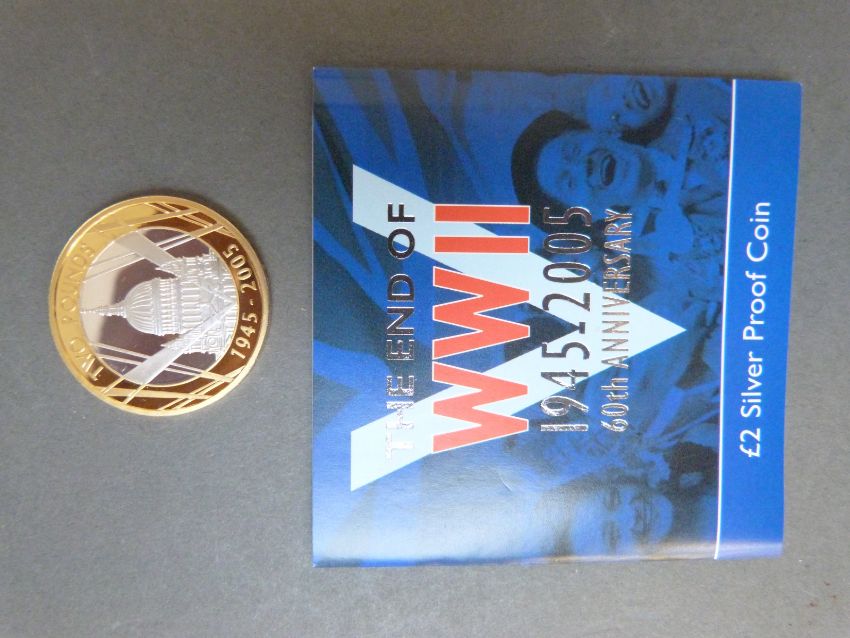 TWO POUNDS
1945 - 2005
THE END OF
WWII
1945-2005
60th ANNIVERSARY
£2 Silver Proof Coin